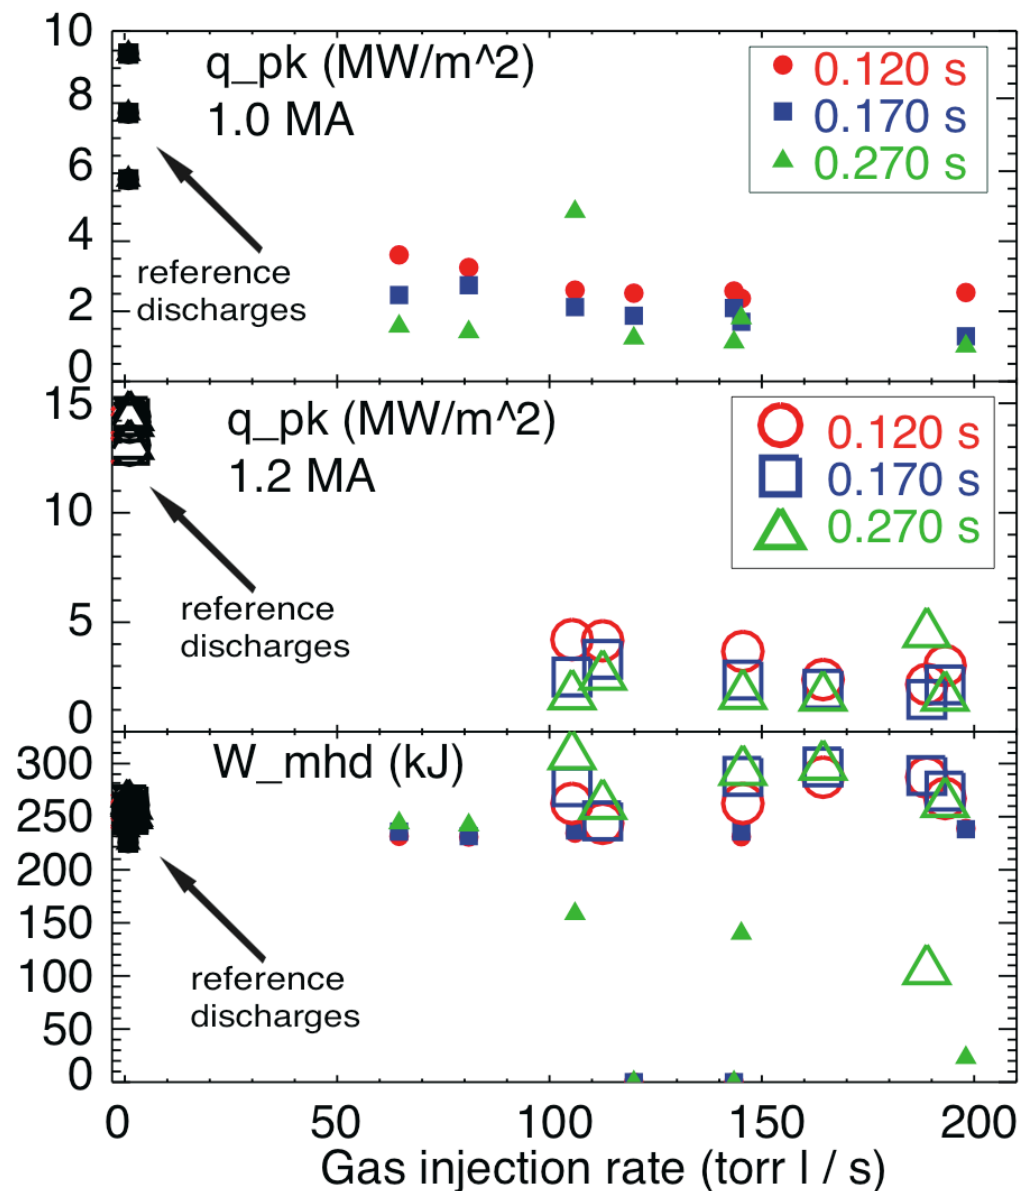 10
8
6
4
2
0
q_pk (MW/m^2)
1.0 MA
0.120 s
0.170 s
0.270 s
reference
discharges
15
10
5
0
q_pk (MW/m^2)
1.2 MA
0.120 s
0.170 s
0.270 s
reference
discharges
300
250
200
150
100
50
0
W_mhd (kJ)
reference
discharges
0 50 100 150 200
Gas injection rate (torr l / s)